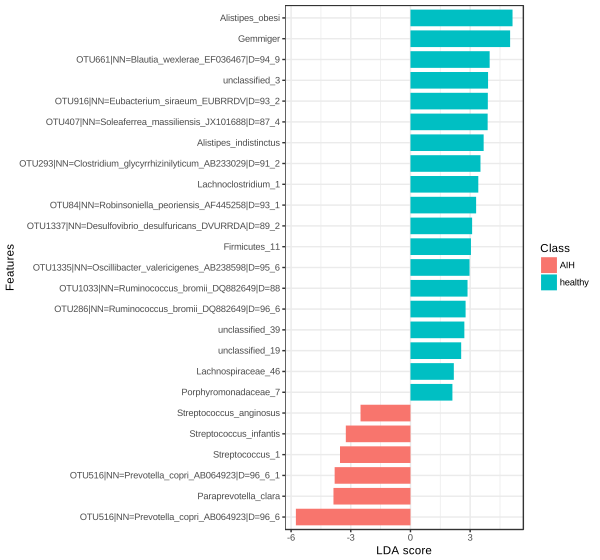 Alistipes_obesi
Gemmiger
OTU661|NN=Blautia_wexlerae_EF036467|D=94_9
unclassified_3
OTU916|NN=Eubacterium_siraeum_EUBRRDV|D=93_2
OTU407|NN=Soleaferrea_massiliensis_JX101688|D=87_4
Alistipes_indistinctus
OTU293|NN=Clostridium_glycyrrhizinilyticum_AB233029|D=91_2
Lachnoclostridium_1
OTU84|NN=Robinsoniella_peoriensis_AF445258|D=93_1
OTU1337|NN=Desulfovibrio_desulfuricans_DVURRDA|D=89_2
Firmicutes_11
OTU1335|NN=Oscillibacter_valericigenes_AB238598|D=95_6
OTU1033|NN=Ruminococcus_bromii_DQ882649|D=88
OTU286|NN=Ruminococcus_bromii_DQ882649|D=96_6
unclassified_39
unclassified_19
Lachnospiraceae_46
Porphyromonadaceae_7
Streptococcus_anginosus
Streptococcus_infantis
Streptococcus_1
OTU516|NN=Prevotella_copri_AB064923|D=96_6_1
Paraprevotella_clara
OTU516|NN=Prevotella_copri_AB064923|D=96_6
Features
-6 -3 0 3
LDA score
Class
AIH
healthy